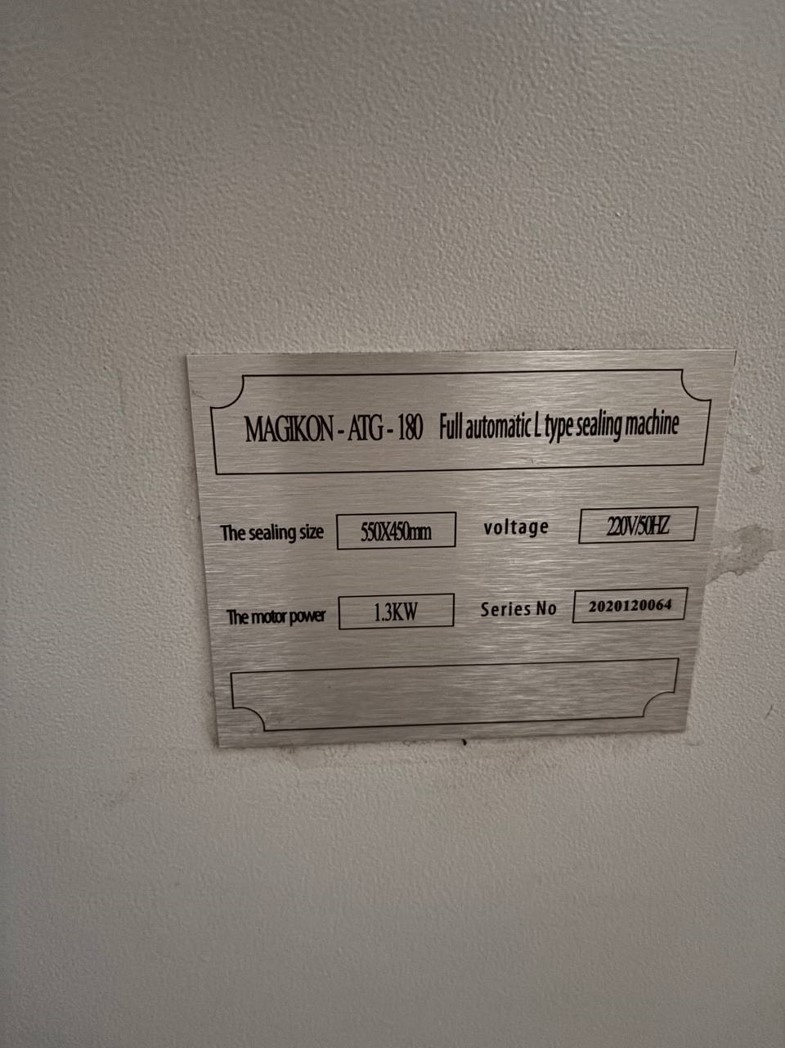 MAGIKON - ATG - 180 Full automatic L type sealing machine
The sealing size 550X450mm voltage 220V/50HZ
The motor power 1.3KW Series No 2020120064